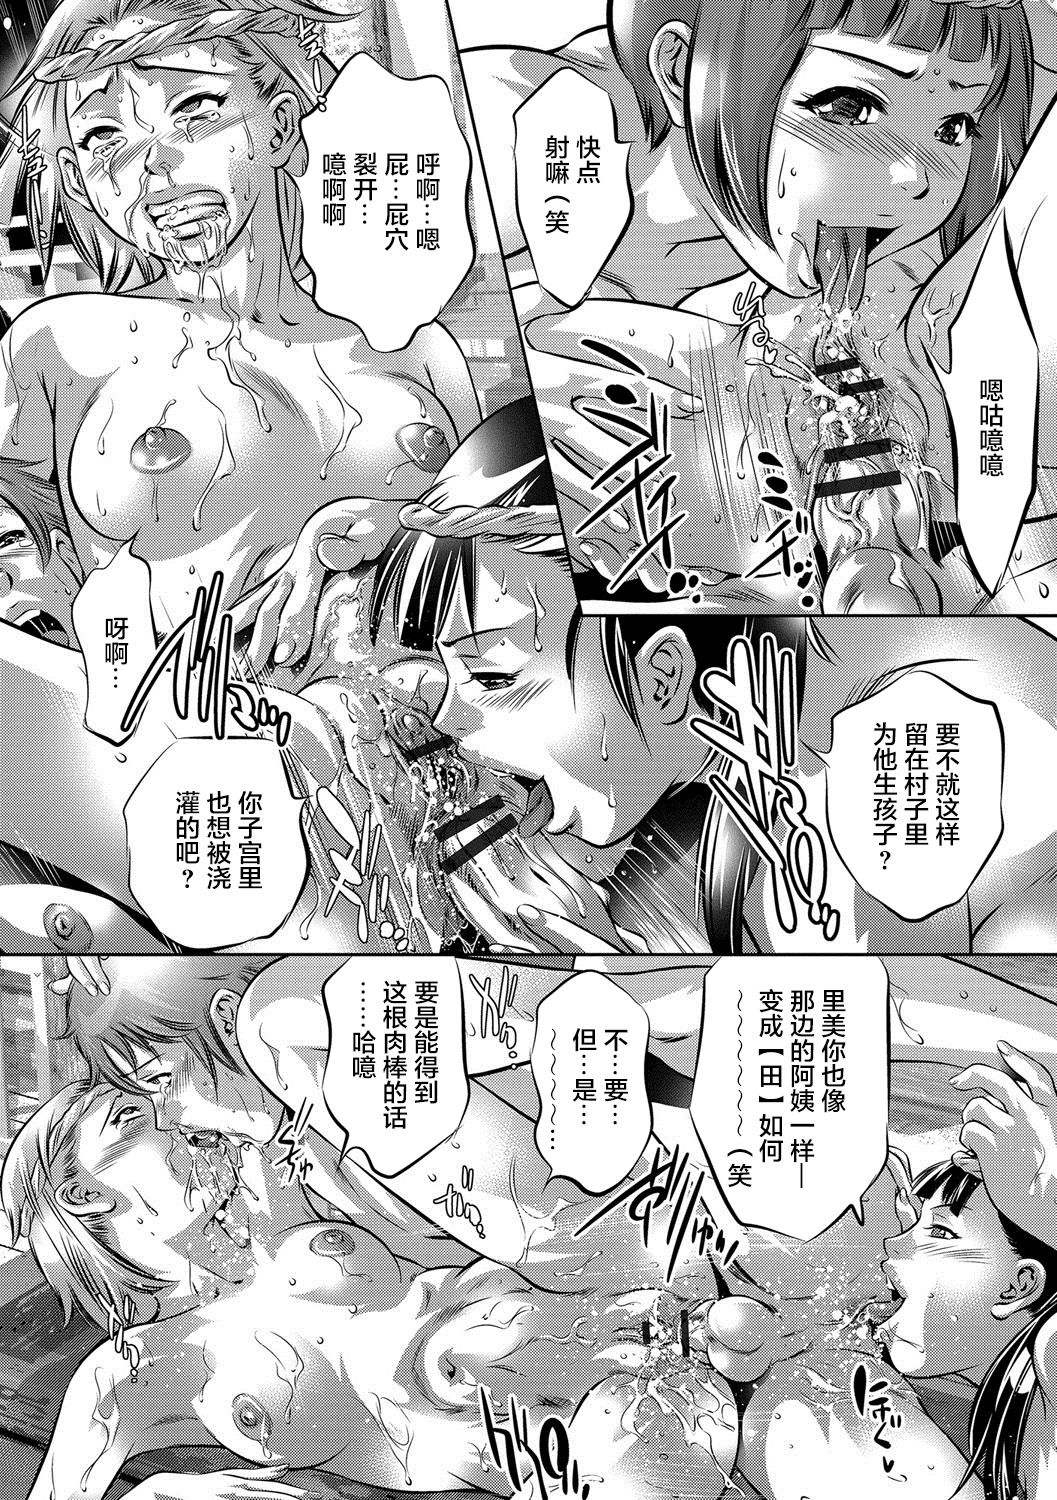 快点
射嘛(笑
嗯咕噫噫
呼啊…嗯
屁…屁穴
裂开…
噫啊啊
呀啊…
要不就这样
留在村子里
为他生孩子？
你子宫里
也想被浇
灌的吧？
里美你也像
那边的阿姨一样—
变成【田】如何
～～～～～～(笑
不…要…
但…是…
～～～～…
要是能得到
这根肉棒的话
……哈噫